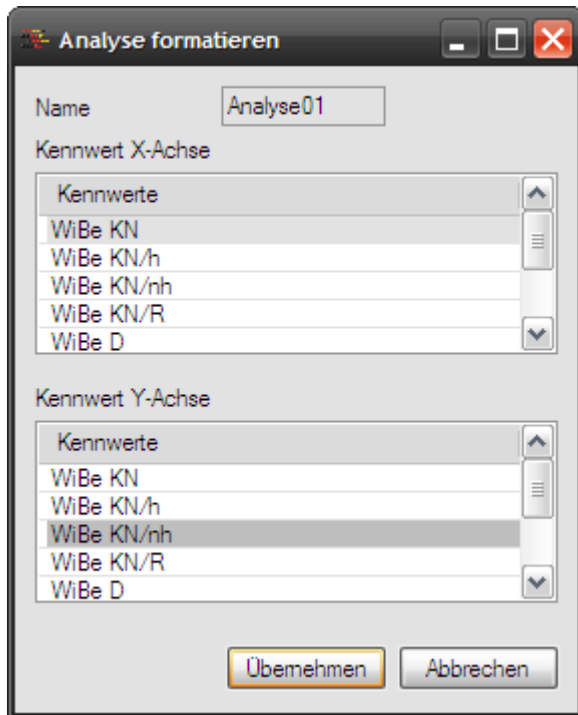 Analyse formatieren
Name Analyse01
Kennwert X-Achse
Kennwerte
WiBe KN
WiBe KN/h
WiBe KN/nh
WiBe KN/R
WiBe D
Kennwert Y-Achse
Kennwerte
WiBe KN
WiBe KN/h
WiBe KN/nh
WiBe KN/R
WiBe D
Übernehmen Abbrechen